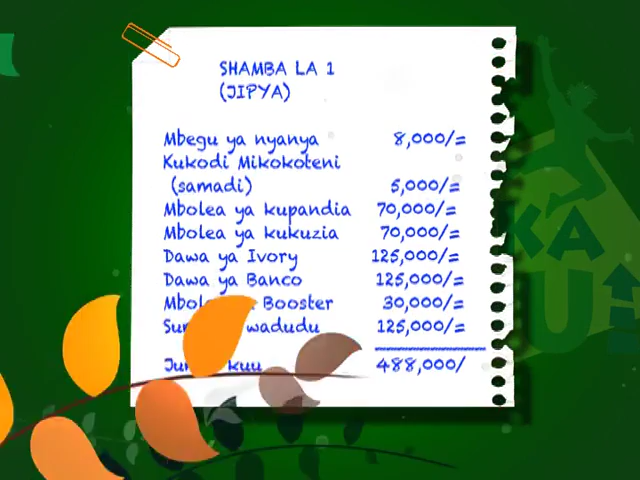 SHAMBA LA 1
(JIPYA)
Mbegu ya nyanya 8,000/=
Kukodi Mikokoteni
(samadi) 5,000/=
Mbolea ya kupandia 70,000/=
Mbolea ya kukuzia 70,000/=
Dawa ya Ivory 125,000/=
Dawa ya Banco 125,000/=
Booster 30,000/=
wadudu 125,000/=
kuu 488,000/
KA
U